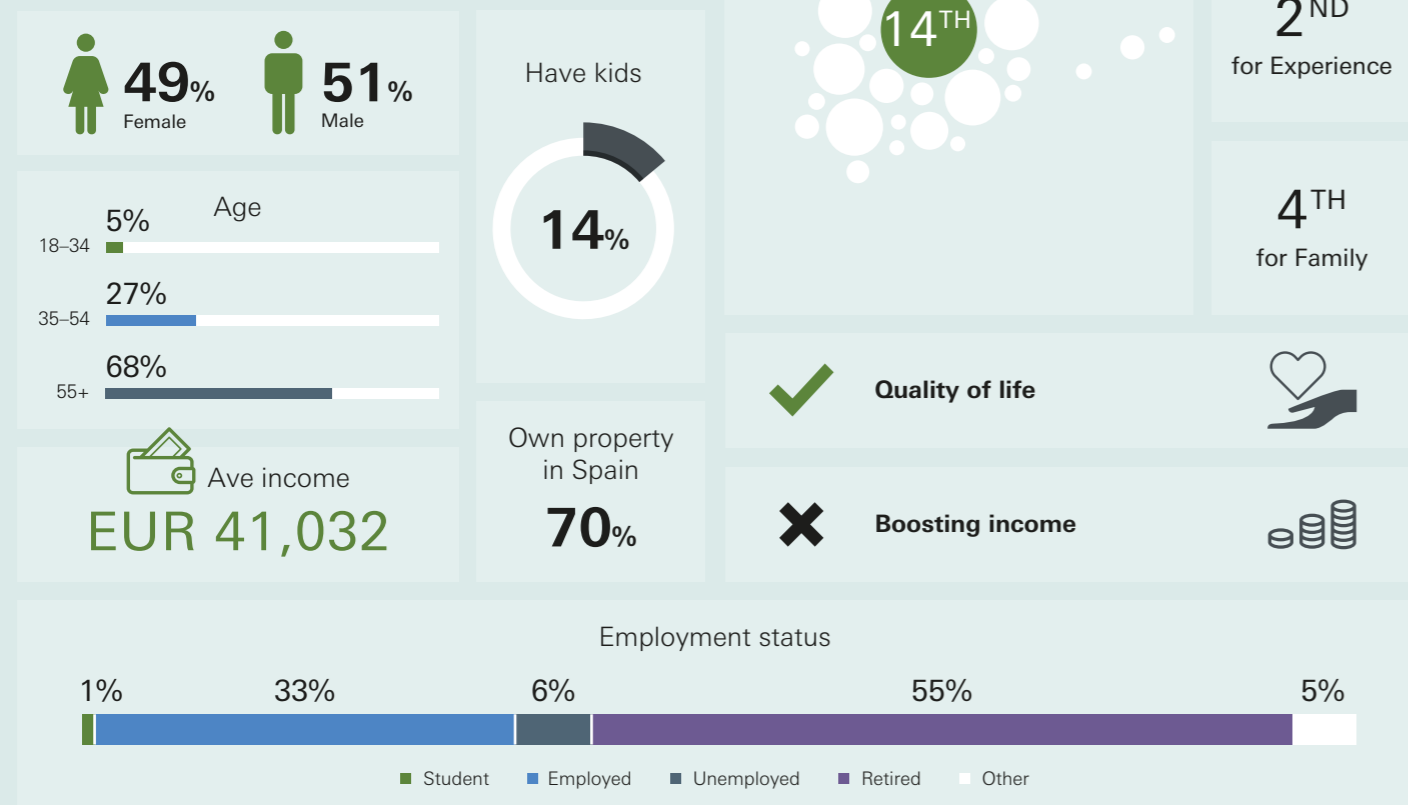 49%
Female
51%
Male
Age
5%
18–34
27%
35–54
68%
55+
Ave income
EUR 41,032
Have kids
14%
Own property
in Spain
70%
14TH
2ND
for Experience
4TH
for Family
Quality of life
Boosting income
Employment status
1% 33% 6% 55% 5%
Student Employed Unemployed Retired Other